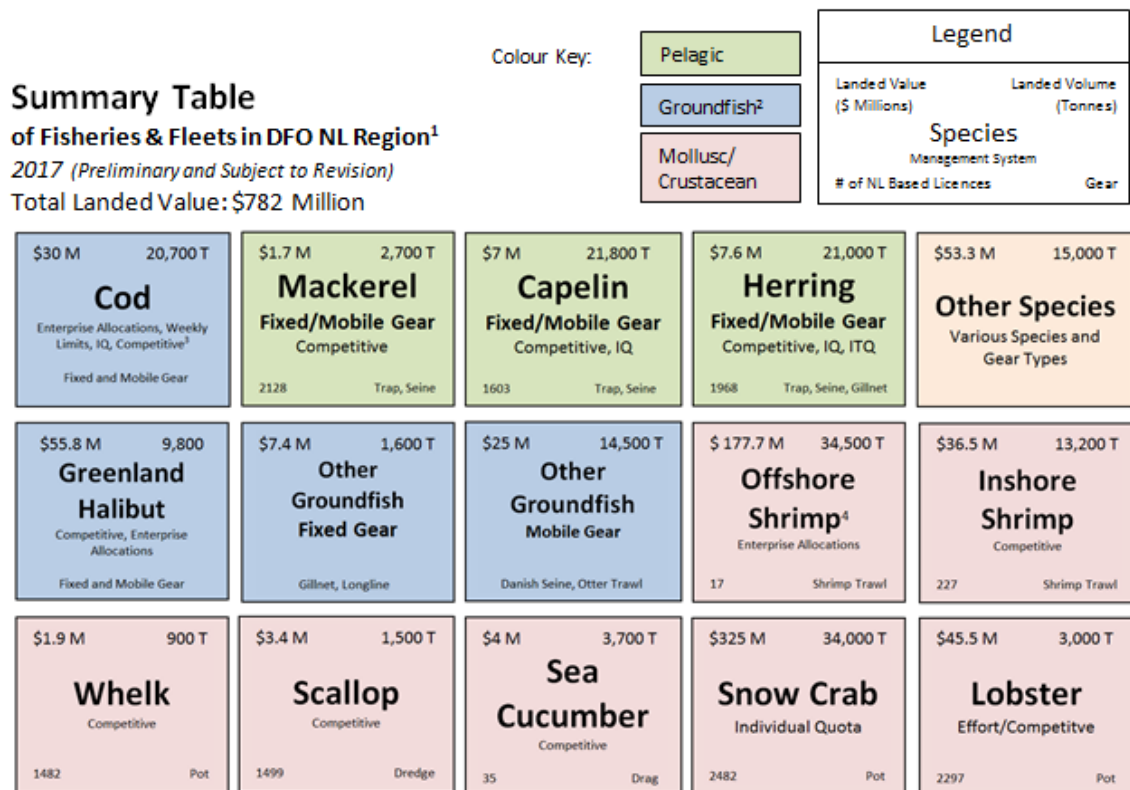 Colour Key:
Pelagic
Groundfish²
Mollusc/
Crustacean
Legend
Landed Value Landed Volume
($ Millions) (Tonnes)
Species
Management System
# of NL Based Licences Gear
Summary Table
of Fisheries & Fleets in DFO NL Region¹
2017 (Preliminary and Subject to Revision)
Total Landed Value: $782 Million
$30 M 20,700 T
Cod
Enterprise Allocations, Weekly
Limits, IQ, Competitive³
Fixed and Mobile Gear
$1.7 M 2,700 T
Mackerel
Fixed/Mobile Gear
Competitive
2128 Trap, Seine
$7 M 21,800 T
Capelin
Fixed/Mobile Gear
Competitive, IQ
1603 Trap, Seine
$7.6 M 21,000 T
Herring
Fixed/Mobile Gear
Competitive, IQ, ITQ
1968 Trap, Seine, Gillnet
$53.3 M 15,000 T
Other Species
Various Species and
Gear Types
$55.8 M 9,800
Greenland
Halibut
Competitive, Enterprise
Allocations
Fixed and Mobile Gear
$7.4 M 1,600 T
Other
Groundfish
Fixed Gear
Gillnet, Longline
$25 M 14,500 T
Other
Groundfish
Mobile Gear
Danish Seine, Otter Trawl
$ 177.7 M 34,500 T
Offshore
Shrimp⁴
Enterprise Allocations
17 Shrimp Trawl
$36.5 M 13,200 T
Inshore
Shrimp
Competitive
227 Shrimp Trawl
$1.9 M 900 T
Whelk
Competitive
1482 Pot
$3.4 M 1,500 T
Scallop
Competitive
1499 Dredge
$4 M 3,700 T
Sea
Cucumber
Competitive
35 Drag
$325 M 34,000 T
Snow Crab
Individual Quota
2482 Pot
$45.5 M 3,000 T
Lobster
Effort/Competitve
2297 Pot